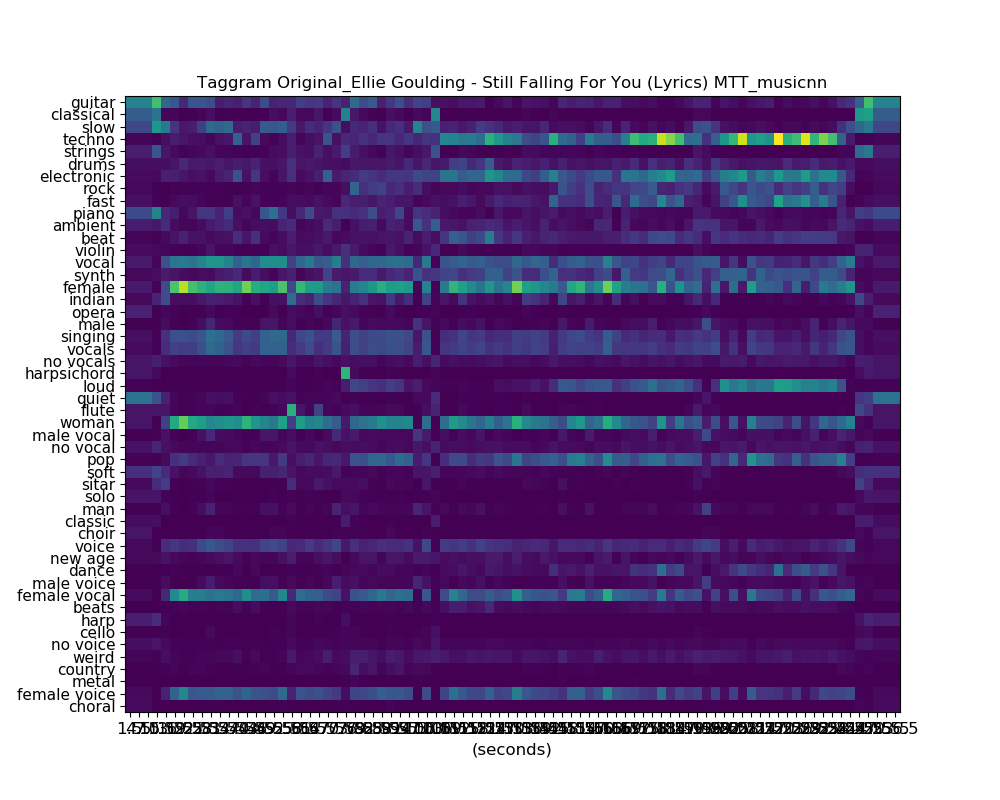 Taggram Original_Ellie Goulding - Still Falling For You (Lyrics) MTT_musicnn
guitar
classical
slow
techno
strings
drums
electronic
rock
fast
piano
ambient
beat
violin
vocal
synth
female
indian
opera
male
singing
vocals
no vocals
harpsichord
loud
quiet
flute
woman
male vocal
no vocal
pop
soft
sitar
solo
man
classic
choir
voice
new age
dance
male voice
female vocal
beats
harp
cello
no voice
weird
country
metal
female voice
choral
(seconds)